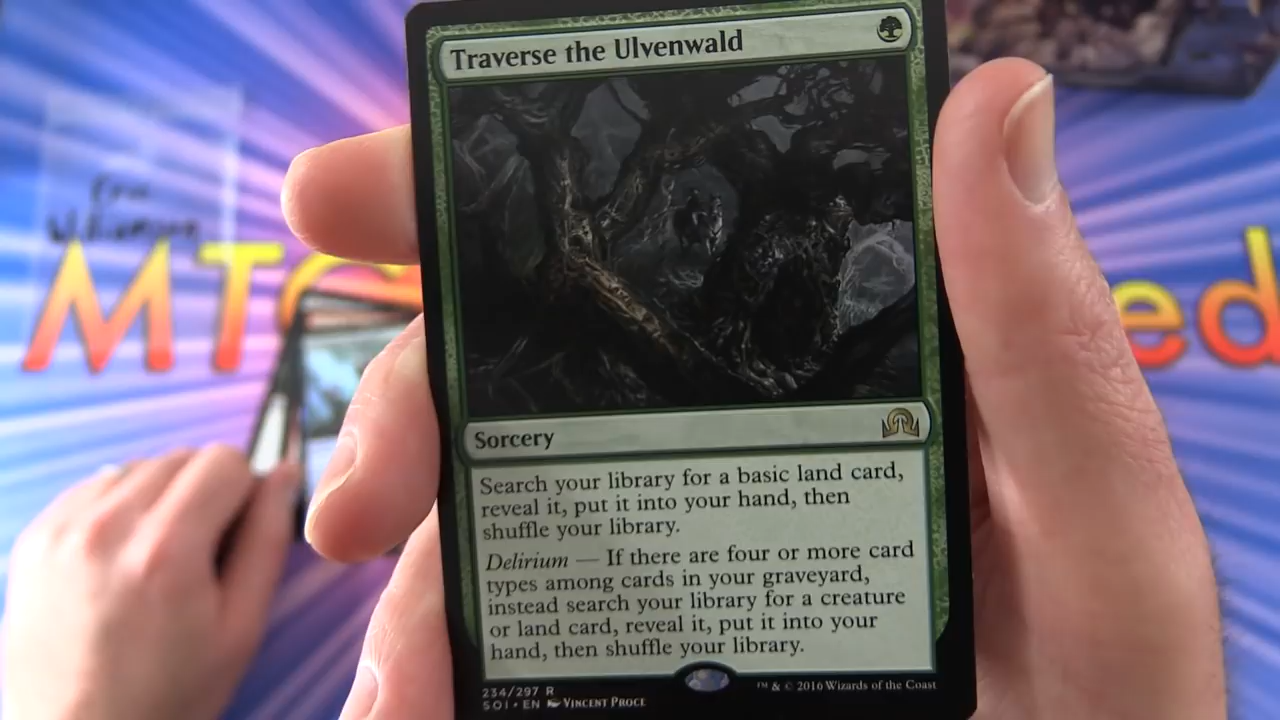 Traverse the Ulvenwald
Williamson
MT
ed
Sorcery
Search your library for a basic land card,
reveal it, put it into your hand, then
shuffle your library.
Delirium — If there are four or more card
types among cards in your graveyard,
instead search your library for a creature
or land card, reveal it, put it into your
hand, then shuffle your library.
234/297 R
SOI • EN Vincent Proce
™ & © 2016 Wizards of the Coast